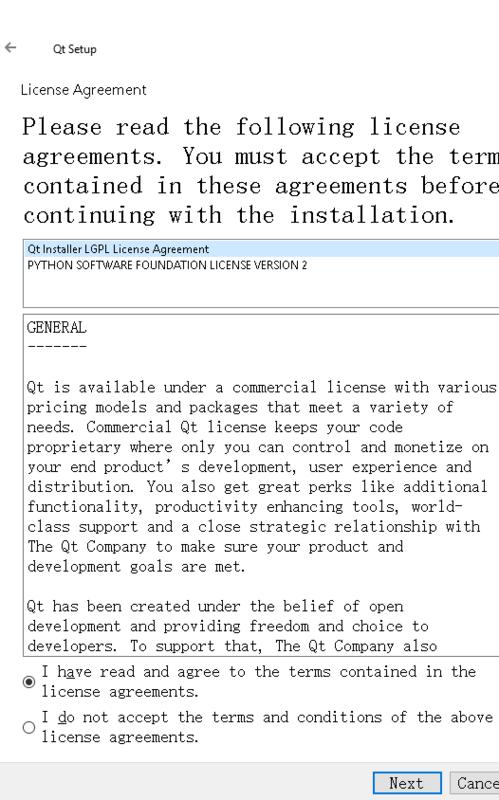 Qt Setup
License Agreement
Please read the following license
agreements. You must accept the term
contained in these agreements before
continuing with the installation.
Qt Installer LGPL License Agreement
PYTHON SOFTWARE FOUNDATION LICENSE VERSION 2
GENERAL
-------
Qt is available under a commercial license with various
pricing models and packages that meet a variety of
needs. Commercial Qt license keeps your code
proprietary where only you can control and monetize on
your end product’s development, user experience and
distribution. You also get great perks like additional
functionality, productivity enhancing tools, world-
class support and a close strategic relationship with
The Qt Company to make sure your product and
development goals are met.
Qt has been created under the belief of open
development and providing freedom and choice to
developers. To support that, The Qt Company also
I have read and agree to the terms contained in the
license agreements.
I do not accept the terms and conditions of the above
license agreements.
Next
Cance